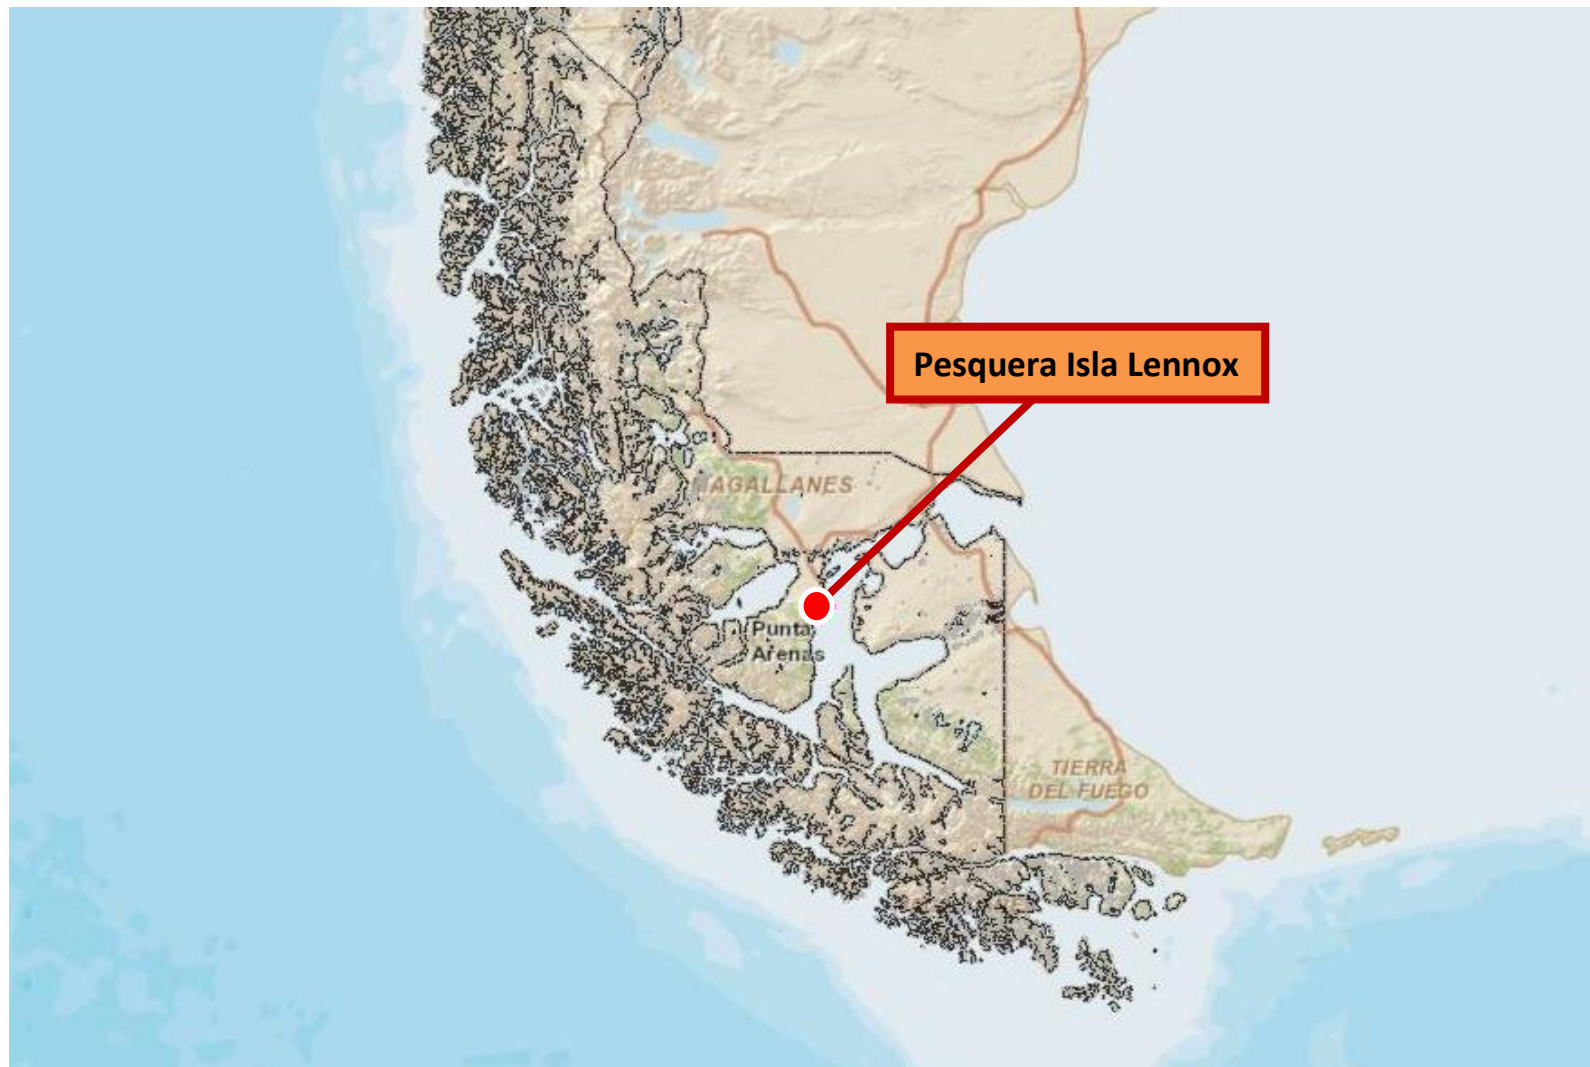 Pesquera Isla Lennox
MAGALLANES
Punta
Arenas
TIERRA
DEL FUEGO